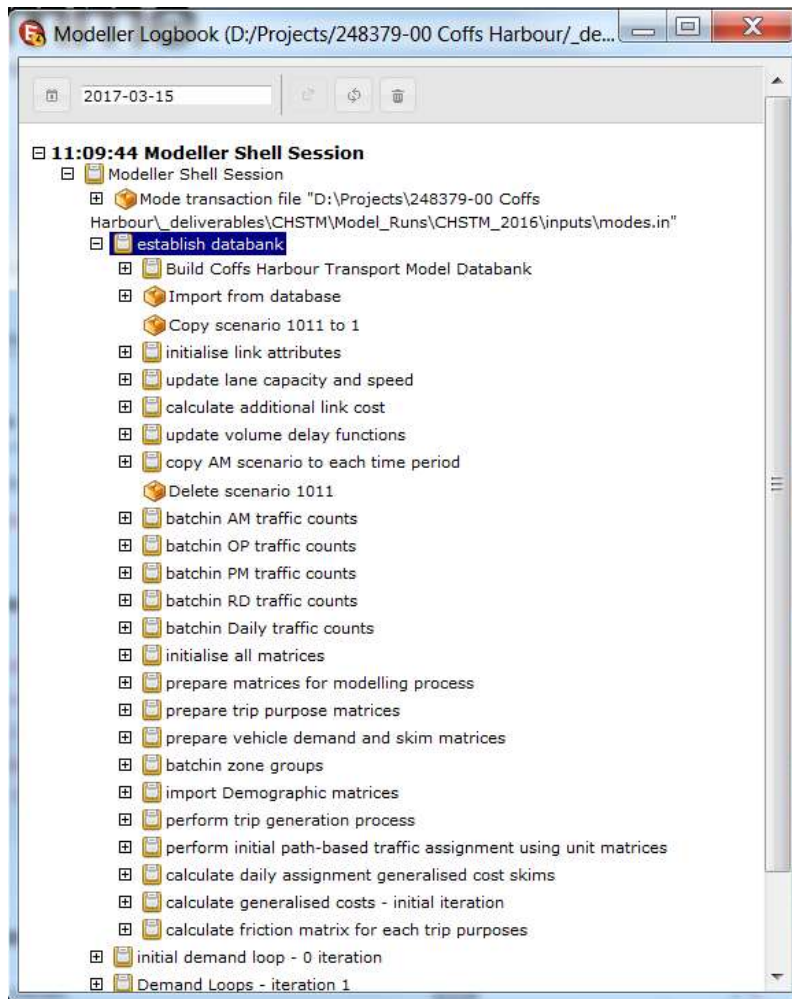 Modeller Logbook (D:/Projects/248379-00 Coffs Harbour/_de...
2017-03-15
11:09:44 Modeller Shell Session
Modeller Shell Session
Mode transaction file "D:\Projects\248379-00 Coffs
Harbour\_deliverables\CHSTM\Model_Runs\CHSTM_2016\inputs\modes.in"
establish databank
Build Coffs Harbour Transport Model Databank
Import from database
Copy scenario 1011 to 1
initialise link attributes
update lane capacity and speed
calculate additional link cost
update volume delay functions
copy AM scenario to each time period
Delete scenario 1011
batchin AM traffic counts
batchin OP traffic counts
batchin PM traffic counts
batchin RD traffic counts
batchin Daily traffic counts
initialise all matrices
prepare matrices for modelling process
prepare trip purpose matrices
prepare vehicle demand and skim matrices
batchin zone groups
import Demographic matrices
perform trip generation process
perform initial path-based traffic assignment using unit matrices
calculate daily assignment generalised cost skims
calculate generalised costs - initial iteration
calculate friction matrix for each trip purposes
initial demand loop - 0 iteration
Demand Loops - iteration 1